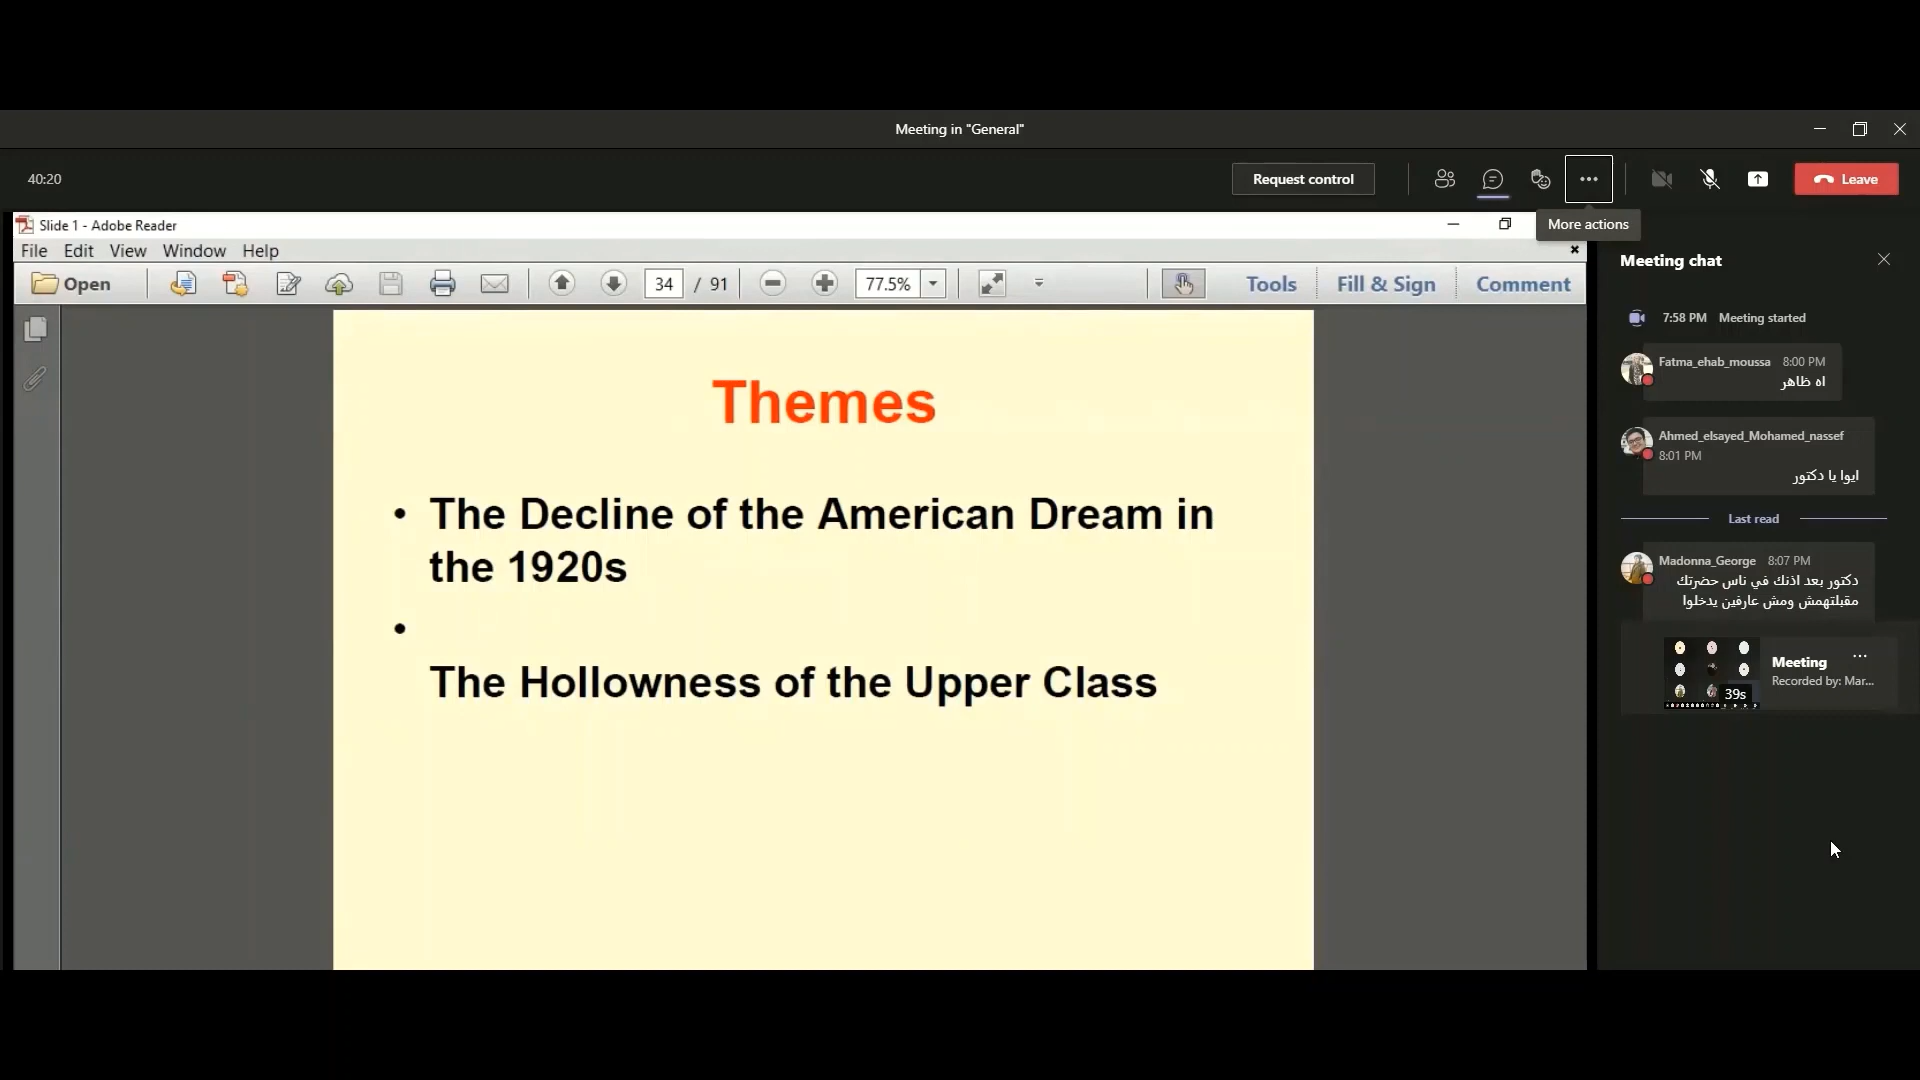 Meeting in "General"
40:20
Request control
Leave
More actions
Slide 1 - Adobe Reader
File Edit View Window Help
Open
34 / 91
77.5%
Tools
Fill & Sign
Comment
Themes
• The Decline of the American Dream in
the 1920s
•
The Hollowness of the Upper Class
Meeting chat
7:58 PM Meeting started
Fatma_ehab_moussa 8:00 PM
اه ظاهر
Ahmed_elsayed_Mohamed_nassef
8:01 PM
ايوا يا دكتور
Last read
Madonna_George 8:07 PM
دكتور بعد اذنك في ناس حضرتك
مقبلتهمش ومش عارفين يدخلوا
Meeting
Recorded by: Mar...
39s